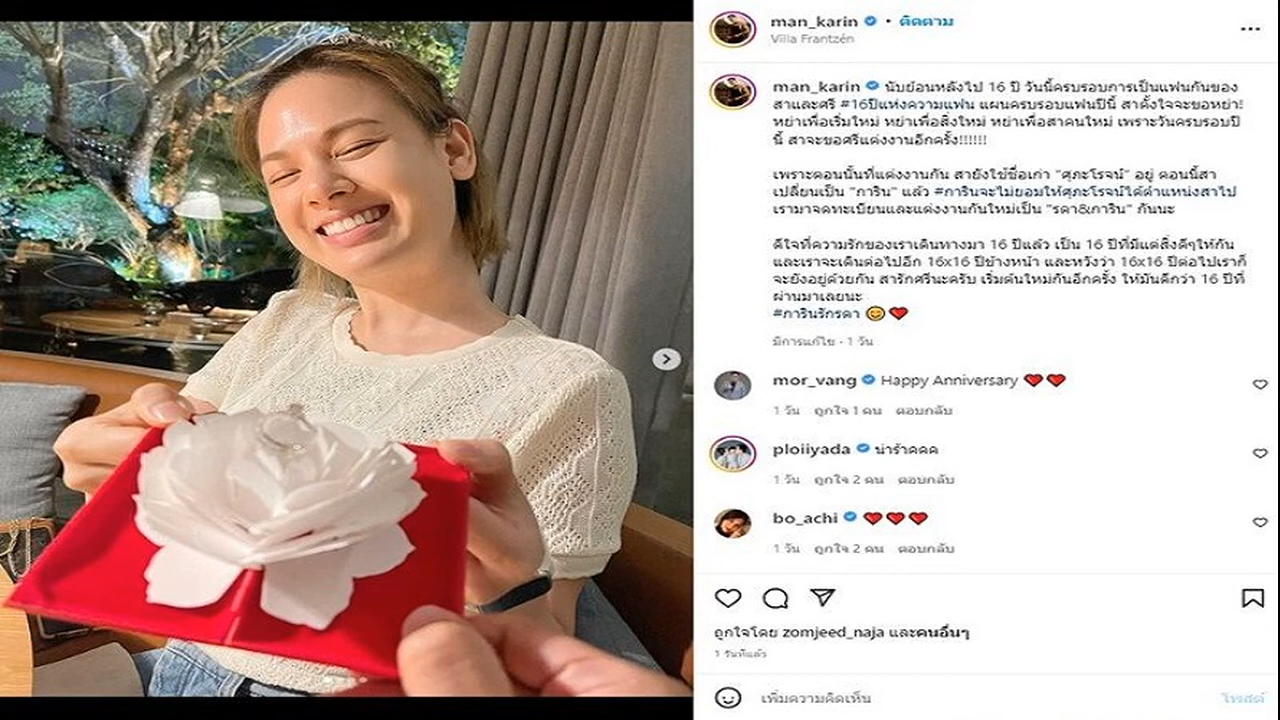 man_karin • ติดตาม
Villa Frantzén
man_karin นับย้อนหลังไป 16 ปี วันนี้ครบรอบการเป็นแฟนกันของ
สาและศรี #16ปีแห่งความแฟน แผนครบรอบแฟนปีนี้ สาตั้งใจจะขอหย่า!
หย่าเพื่อเริ่มใหม่ หย่าเพื่อสิ่งใหม่ หย่าเพื่อสาคนใหม่ เพราะวันครบรอบปี
นี้ สาจะขอศรีแต่งงานอีกครั้ง!!!!!!
เพราะตอนนั้นที่แต่งงานกัน สายังใช้ชื่อเก่า "ศุภะโรจน์" อยู่ ตอนนี้สา
เปลี่ยนเป็น "การิน" แล้ว #การินจะไม่ยอมให้ศุภะโรจน์ได้ตำแหน่งสาไป
เรามาจดทะเบียนและแต่งงานกันใหม่เป็น "รดา&การิน" กันนะ
ดีใจที่ความรักของเราเดินทางมา 16 ปีแล้ว เป็น 16 ปีที่มีแต่สิ่งดีๆให้กัน
และเราจะเดินต่อไปอีก 16x16 ปีข้างหน้า และหวังว่า 16x16 ปีต่อไปเราก็
จะยังอยู่ด้วยกัน สารักศรีนะครับ เริ่มต้นใหม่กันอีกครั้ง ให้มันดีกว่า 16 ปีที่
ผ่านมาเลยนะ
#การินรักรดา 😊❤️
มีการแก้ไข · 1 วัน
mor_vang Happy Anniversary ❤️❤️
1 วัน ถูกใจ 1 คน ตอบกลับ
ploiiyada น่าร้าคคค
1 วัน ถูกใจ 2 คน ตอบกลับ
bo_achi ❤️❤️❤️
1 วัน ถูกใจ 2 คน ตอบกลับ
ถูกใจโดย zomjeed_naja และคนอื่นๆ
1 วันที่แล้ว
เพิ่มความคิดเห็น
โพสต์